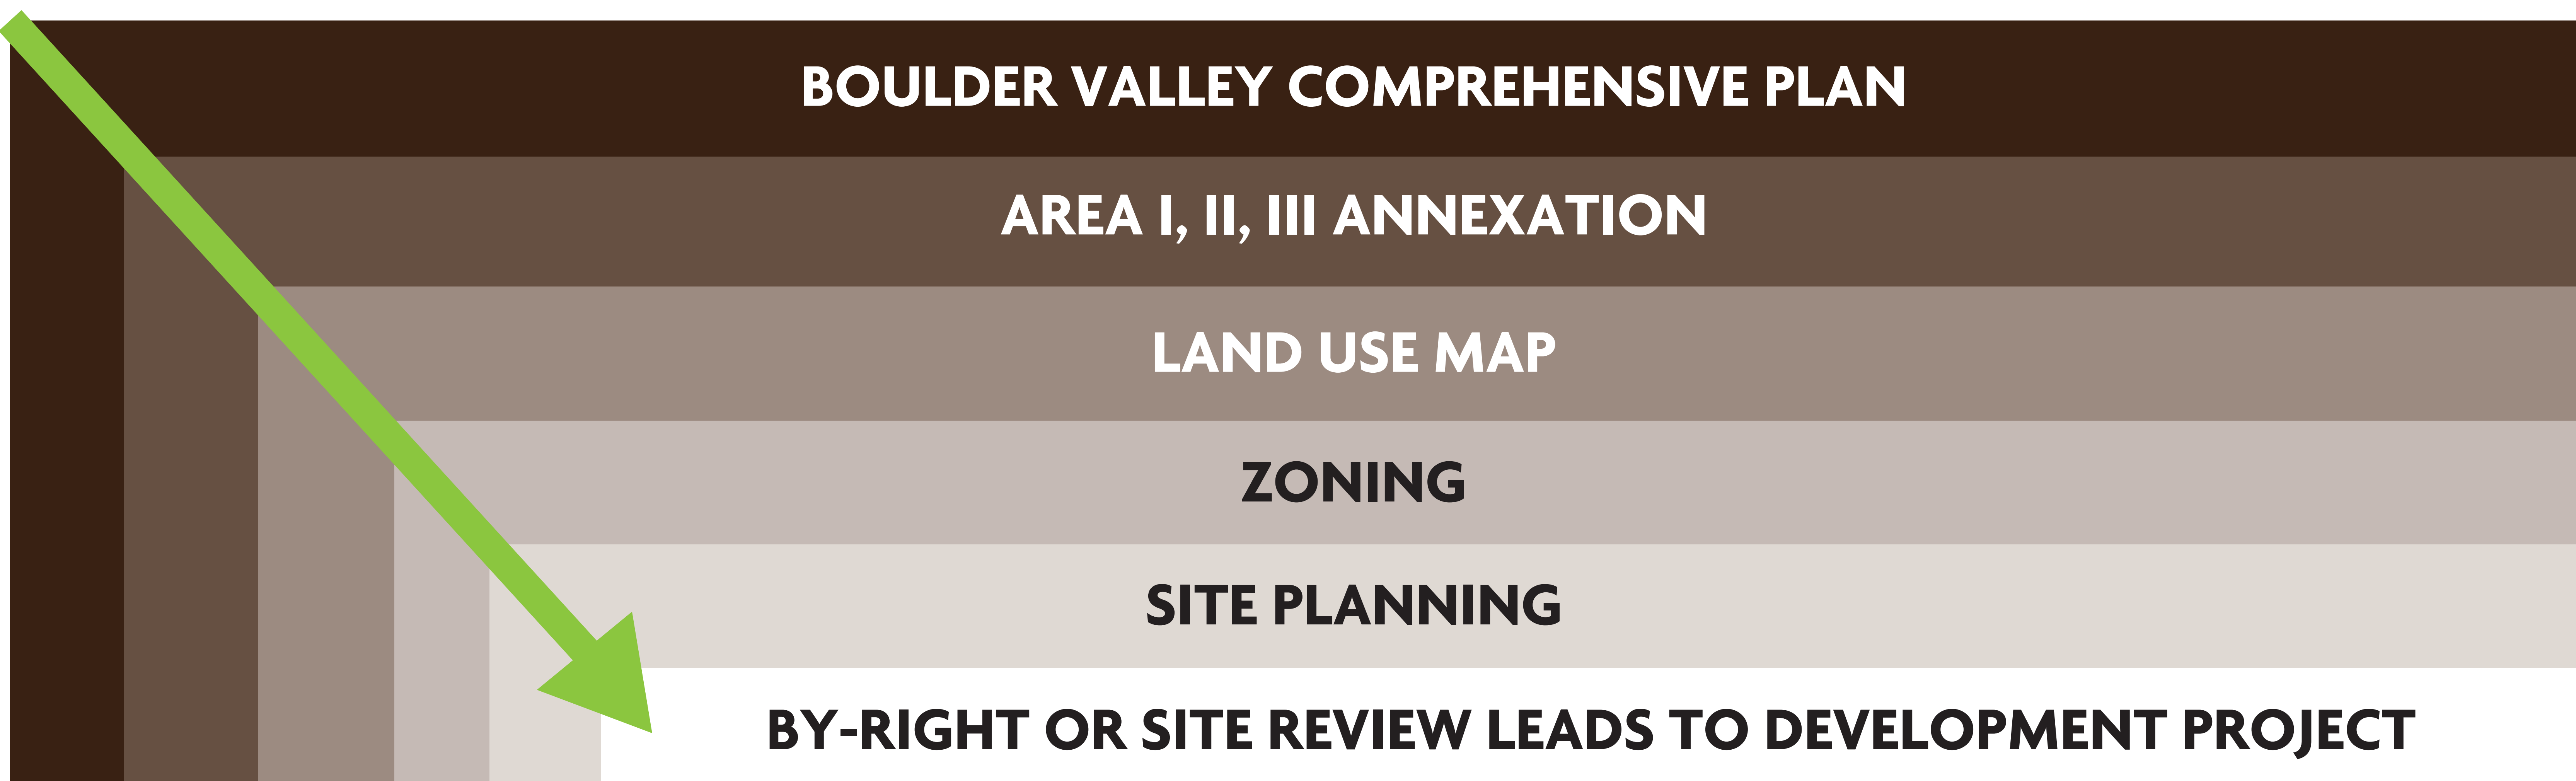 BOULDER VALLEY COMPREHENSIVE PLAN
AREA I, II, III ANNEXATION
LAND USE MAP
ZONING
SITE PLANNING
BY-RIGHT OR SITE REVIEW LEADS TO DEVELOPMENT PROJECT